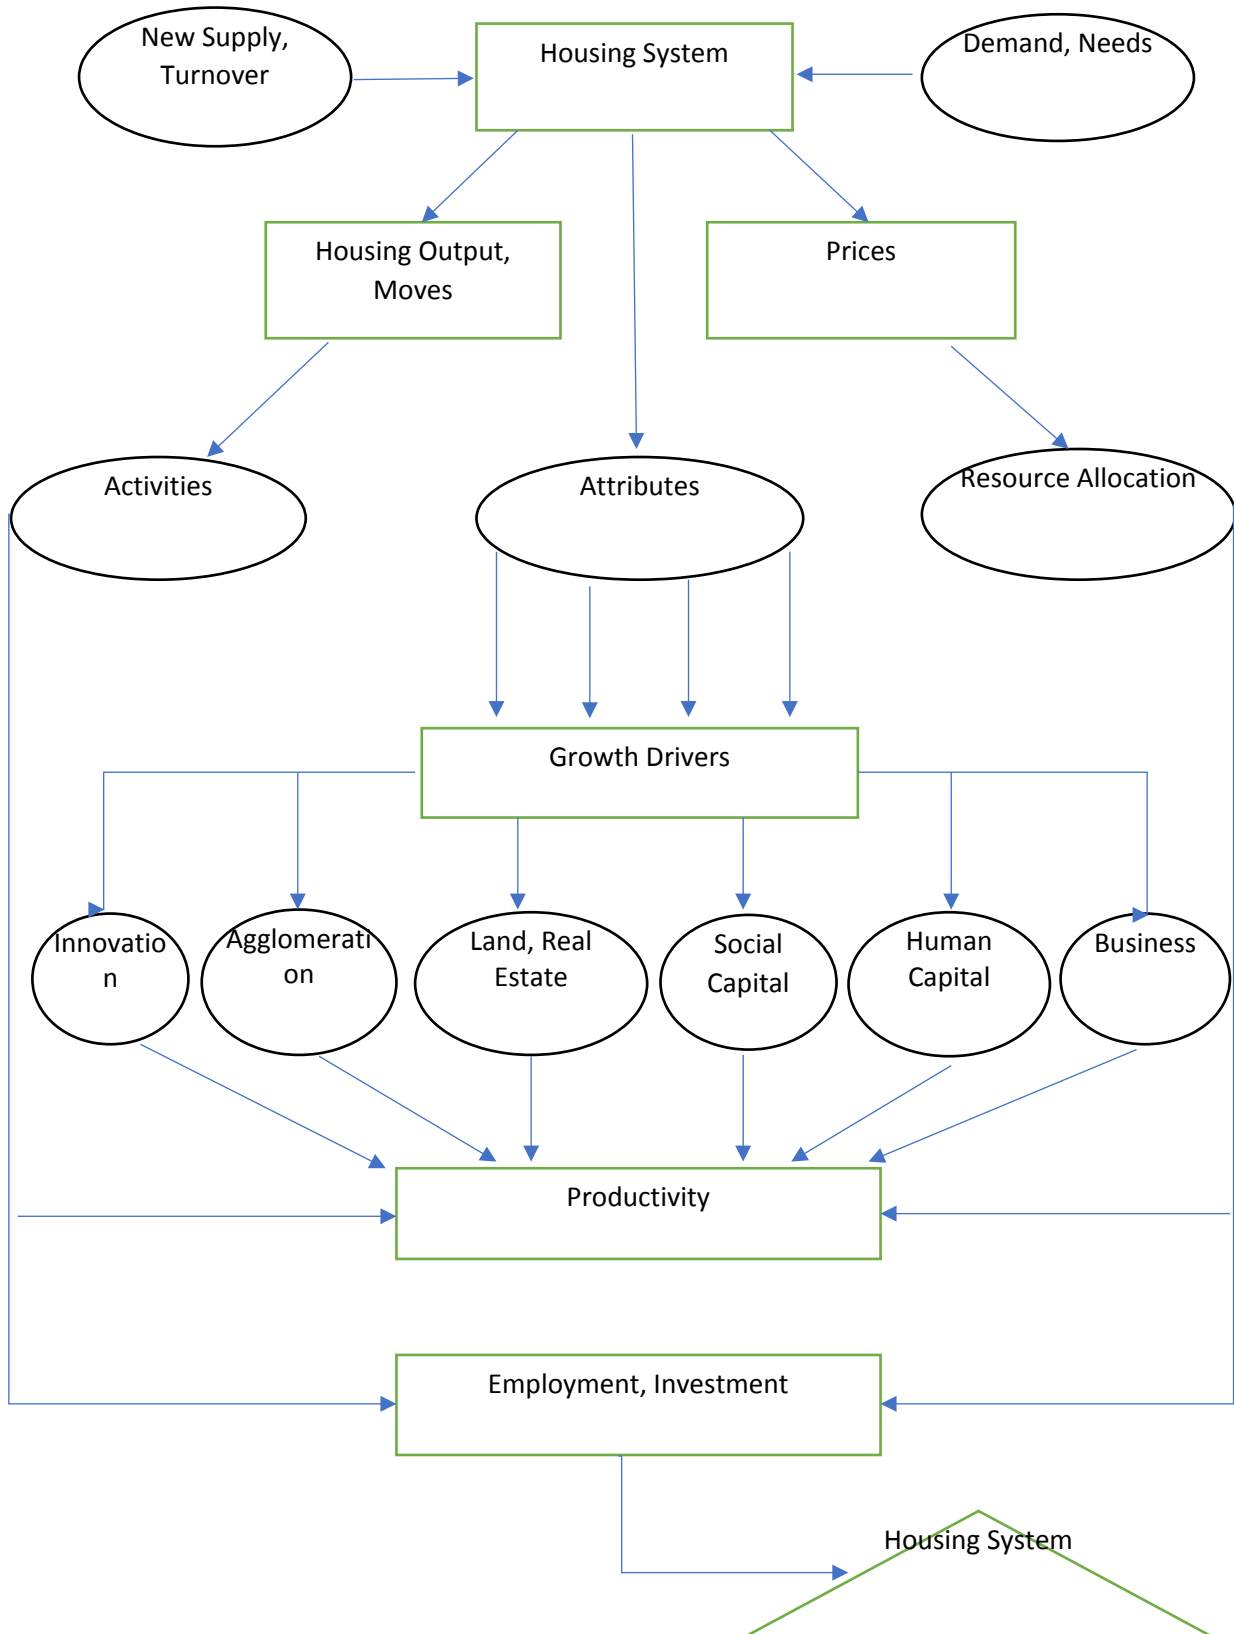 New Supply,
Turnover
Housing System
Demand, Needs
Housing Output,
Moves
Prices
Activities
Attributes
Resource Allocation
Growth Drivers
Innovatio
n
Agglomerati
on
Land, Real
Estate
Social
Capital
Human
Capital
Business
Productivity
Employment, Investment
Housing System